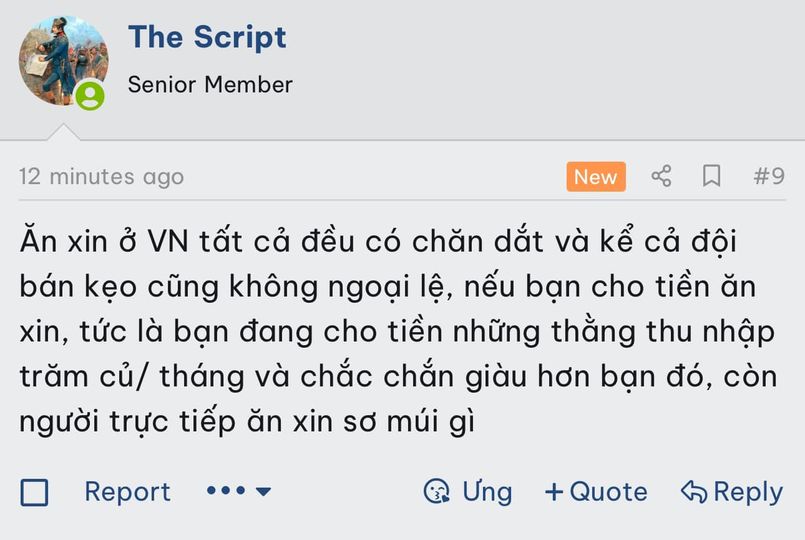 The Script
Senior Member
12 minutes ago
New
#9
Ăn xin ở VN tất cả đều có chăn dắt và kể cả đội
bán kẹo cũng không ngoại lệ, nếu bạn cho tiền ăn
xin, tức là bạn đang cho tiền những thằng thu nhập
trăm củ/ tháng và chắc chắn giàu hơn bạn đó, còn
người trực tiếp ăn xin sơ múi gì
Report
Ưng
+Quote
Reply